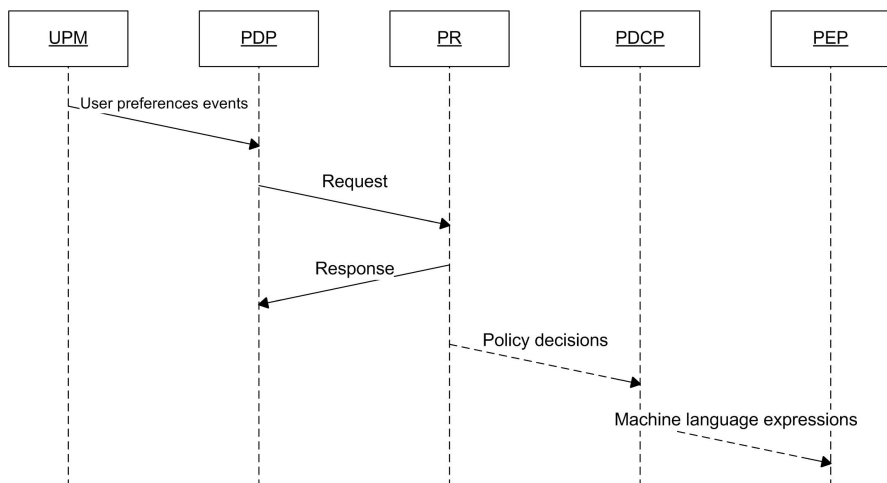 UPM
PDP
PR
PDCP
PEP
User preferences events
Request
Response
Policy decisions
Machine language expressions